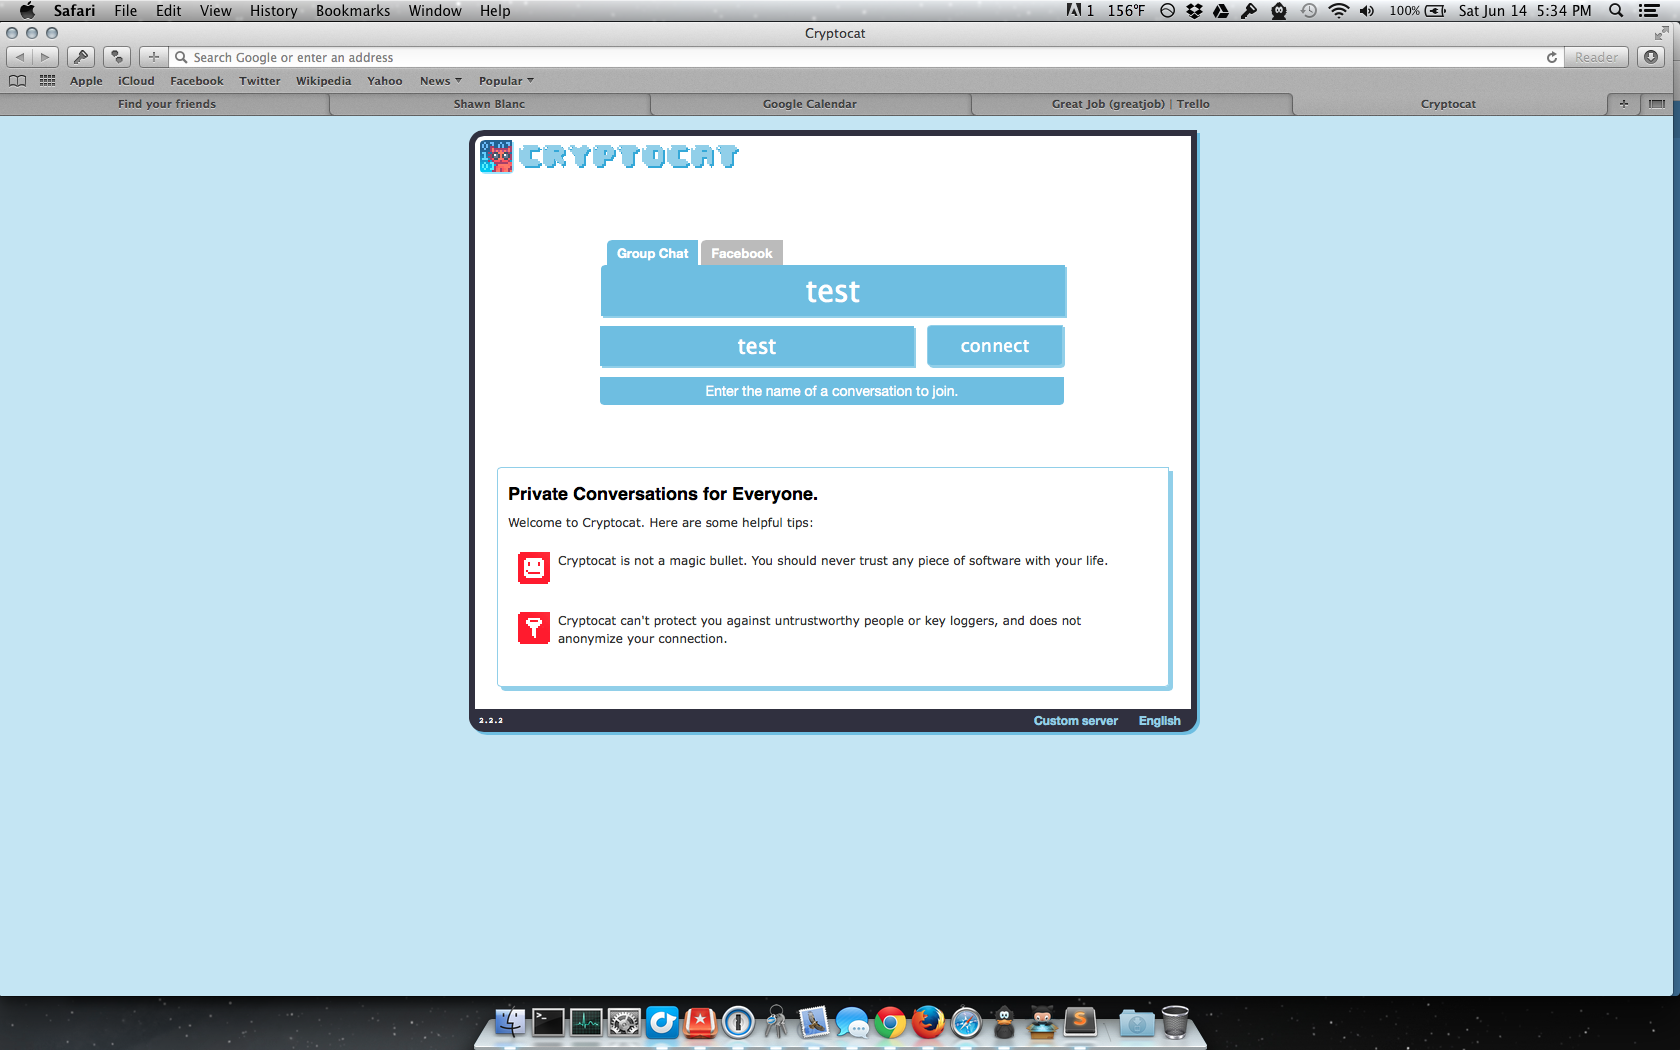 Safari File Edit View History Bookmarks Window Help 1 156°F 100% Sat Jun 14 5:34 PM
Cryptocat
Search Google or enter an address Reader
Apple iCloud Facebook Twitter Wikipedia Yahoo News Popular
Find your friends Shawn Blanc Google Calendar Great Job (greatjob) | Trello Cryptocat
CRYPTOCAT
Group Chat Facebook
test
test connect
Enter the name of a conversation to join.
Private Conversations for Everyone.
Welcome to Cryptocat. Here are some helpful tips:
Cryptocat is not a magic bullet. You should never trust any piece of software with your life.
Cryptocat can't protect you against untrustworthy people or key loggers, and does not
anonymize your connection.
2.2.2 Custom server English